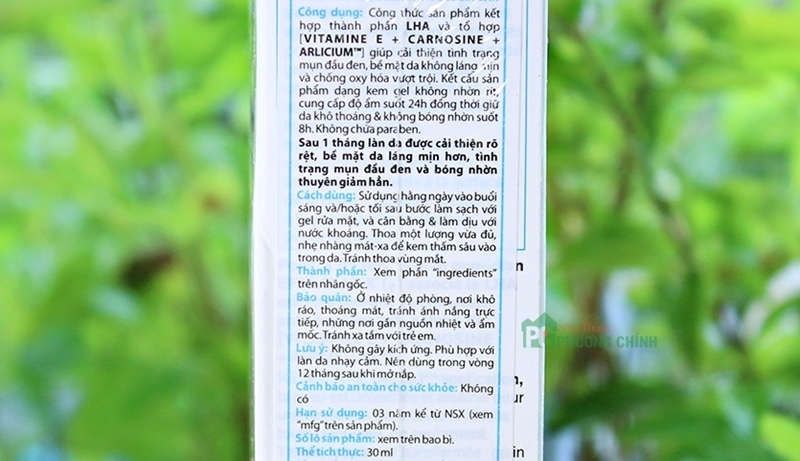 Công dụng: Công thức sản phẩm kết
hợp thành phần LHA và tổ hợp
[VITAMINE E + CARNOSINE +
ARLICIUM™] giúp cải thiện tình trạng
mụn đầu đen, bề mặt da không láng mịn
và chống oxy hóa vượt trội. Kết cấu sản
phẩm dạng kem gel không nhờn rít,
cung cấp độ ẩm suốt 24h đồng thời giữ
da khô thoáng & không bóng nhờn suốt
8h. Không chứa paraben.
Sau 1 tháng làn da được cải thiện rõ
rệt, bề mặt da láng mịn hơn, tình
trạng mụn đầu đen và bóng nhờn
thuyên giảm hẳn.
Cách dùng: Sử dụng hằng ngày vào buổi
sáng và/hoặc tối sau bước làm sạch với
gel rửa mặt, và cân bằng & làm dịu với
nước khoáng. Thoa một lượng vừa đủ,
nhẹ nhàng mát-xa để kem thấm sâu vào
trong da. Tránh thoa vùng mắt.
Thành phần: Xem phần "ingredients"
trên nhãn gốc.
Bảo quản: Ở nhiệt độ phòng, nơi khô
ráo, thoáng mát, tránh ánh nắng trực
tiếp, những nơi gần nguồn nhiệt và ẩm
mốc. Tránh xa tầm với trẻ em.
Lưu ý: Không gây kích ứng. Phù hợp với
làn da nhạy cảm. Nên dùng trong vòng
12 tháng sau khi mở nắp.
Cảnh báo an toàn cho sức khỏe: Không
có
Hạn sử dụng: 03 năm kể từ NSX (xem
"mfg" trên sản phẩm).
Số lô sản phẩm: xem trên bao bì.
Thể tích thực: 30 ml
PC
PHƯƠNG CHÍNH